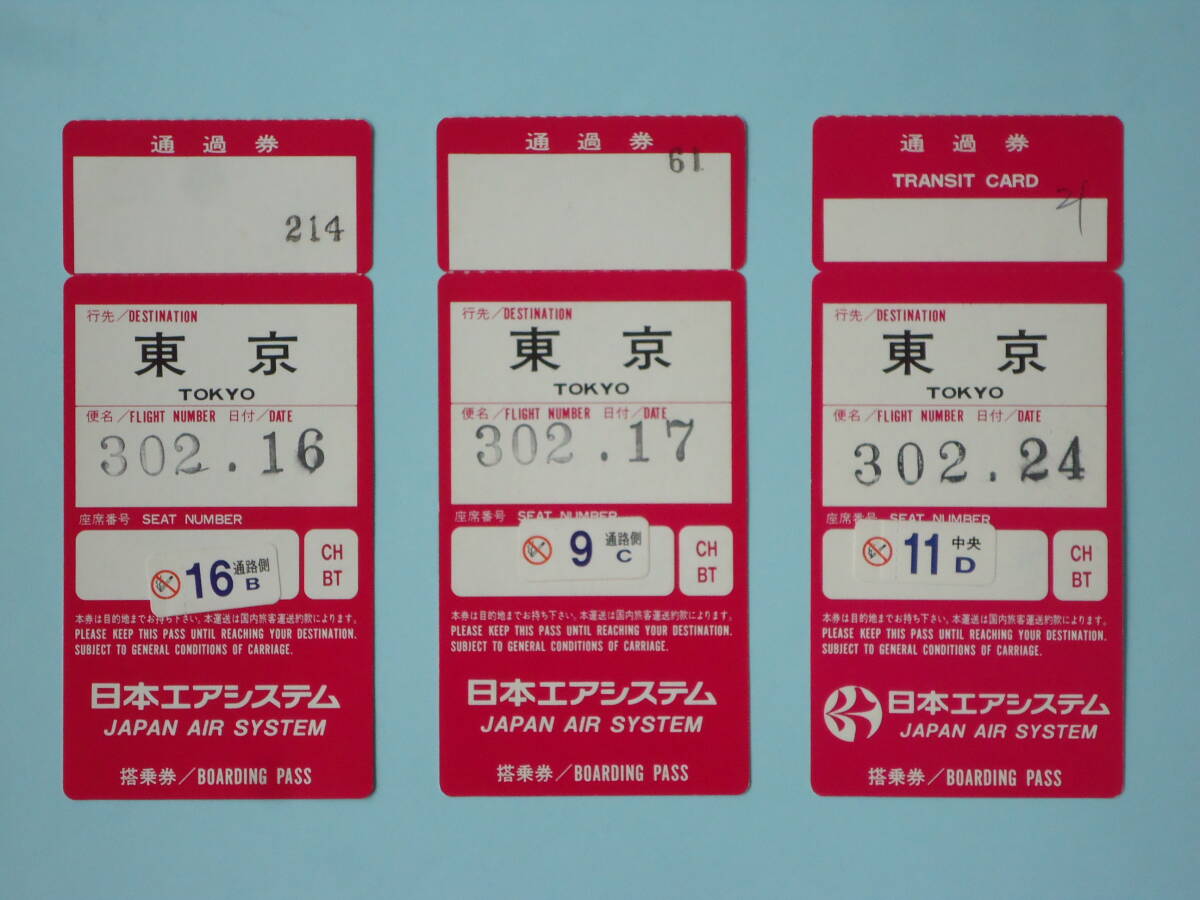 通過券
214
行先／DESTINATION
東京
TOKYO
便名／FLIGHT NUMBER 日付／DATE
302.16
座席番号 SEAT NUMBER
16 通路側 B
CH
BT
本券は目的地までお持ち下さい。本運送は国内旅客運送約款によります。
PLEASE KEEP THIS PASS UNTIL REACHING YOUR DESTINATION.
SUBJECT TO GENERAL CONDITIONS OF CARRIAGE.
日本エアシステム
JAPAN AIR SYSTEM
搭乗券／BOARDING PASS
通過券
61
行先／DESTINATION
東京
TOKYO
便名／FLIGHT NUMBER 日付／DATE
302.17
座席番号 SEAT NUMBER
9 通路側 C
CH
BT
本券は目的地までお持ち下さい。本運送は国内旅客運送約款によります。
PLEASE KEEP THIS PASS UNTIL REACHING YOUR DESTINATION.
SUBJECT TO GENERAL CONDITIONS OF CARRIAGE.
日本エアシステム
JAPAN AIR SYSTEM
搭乗券／BOARDING PASS
通過券
TRANSIT CARD
21
行先／DESTINATION
東京
TOKYO
便名／FLIGHT NUMBER 日付／DATE
302.24
座席番号 SEAT NUMBER
11 中央 D
CH
BT
本券は目的地までお持ち下さい。本運送は国内旅客運送約款によります。
PLEASE KEEP THIS PASS UNTIL REACHING YOUR DESTINATION.
SUBJECT TO GENERAL CONDITIONS OF CARRIAGE.
日本エアシステム
JAPAN AIR SYSTEM
搭乗券／BOARDING PASS